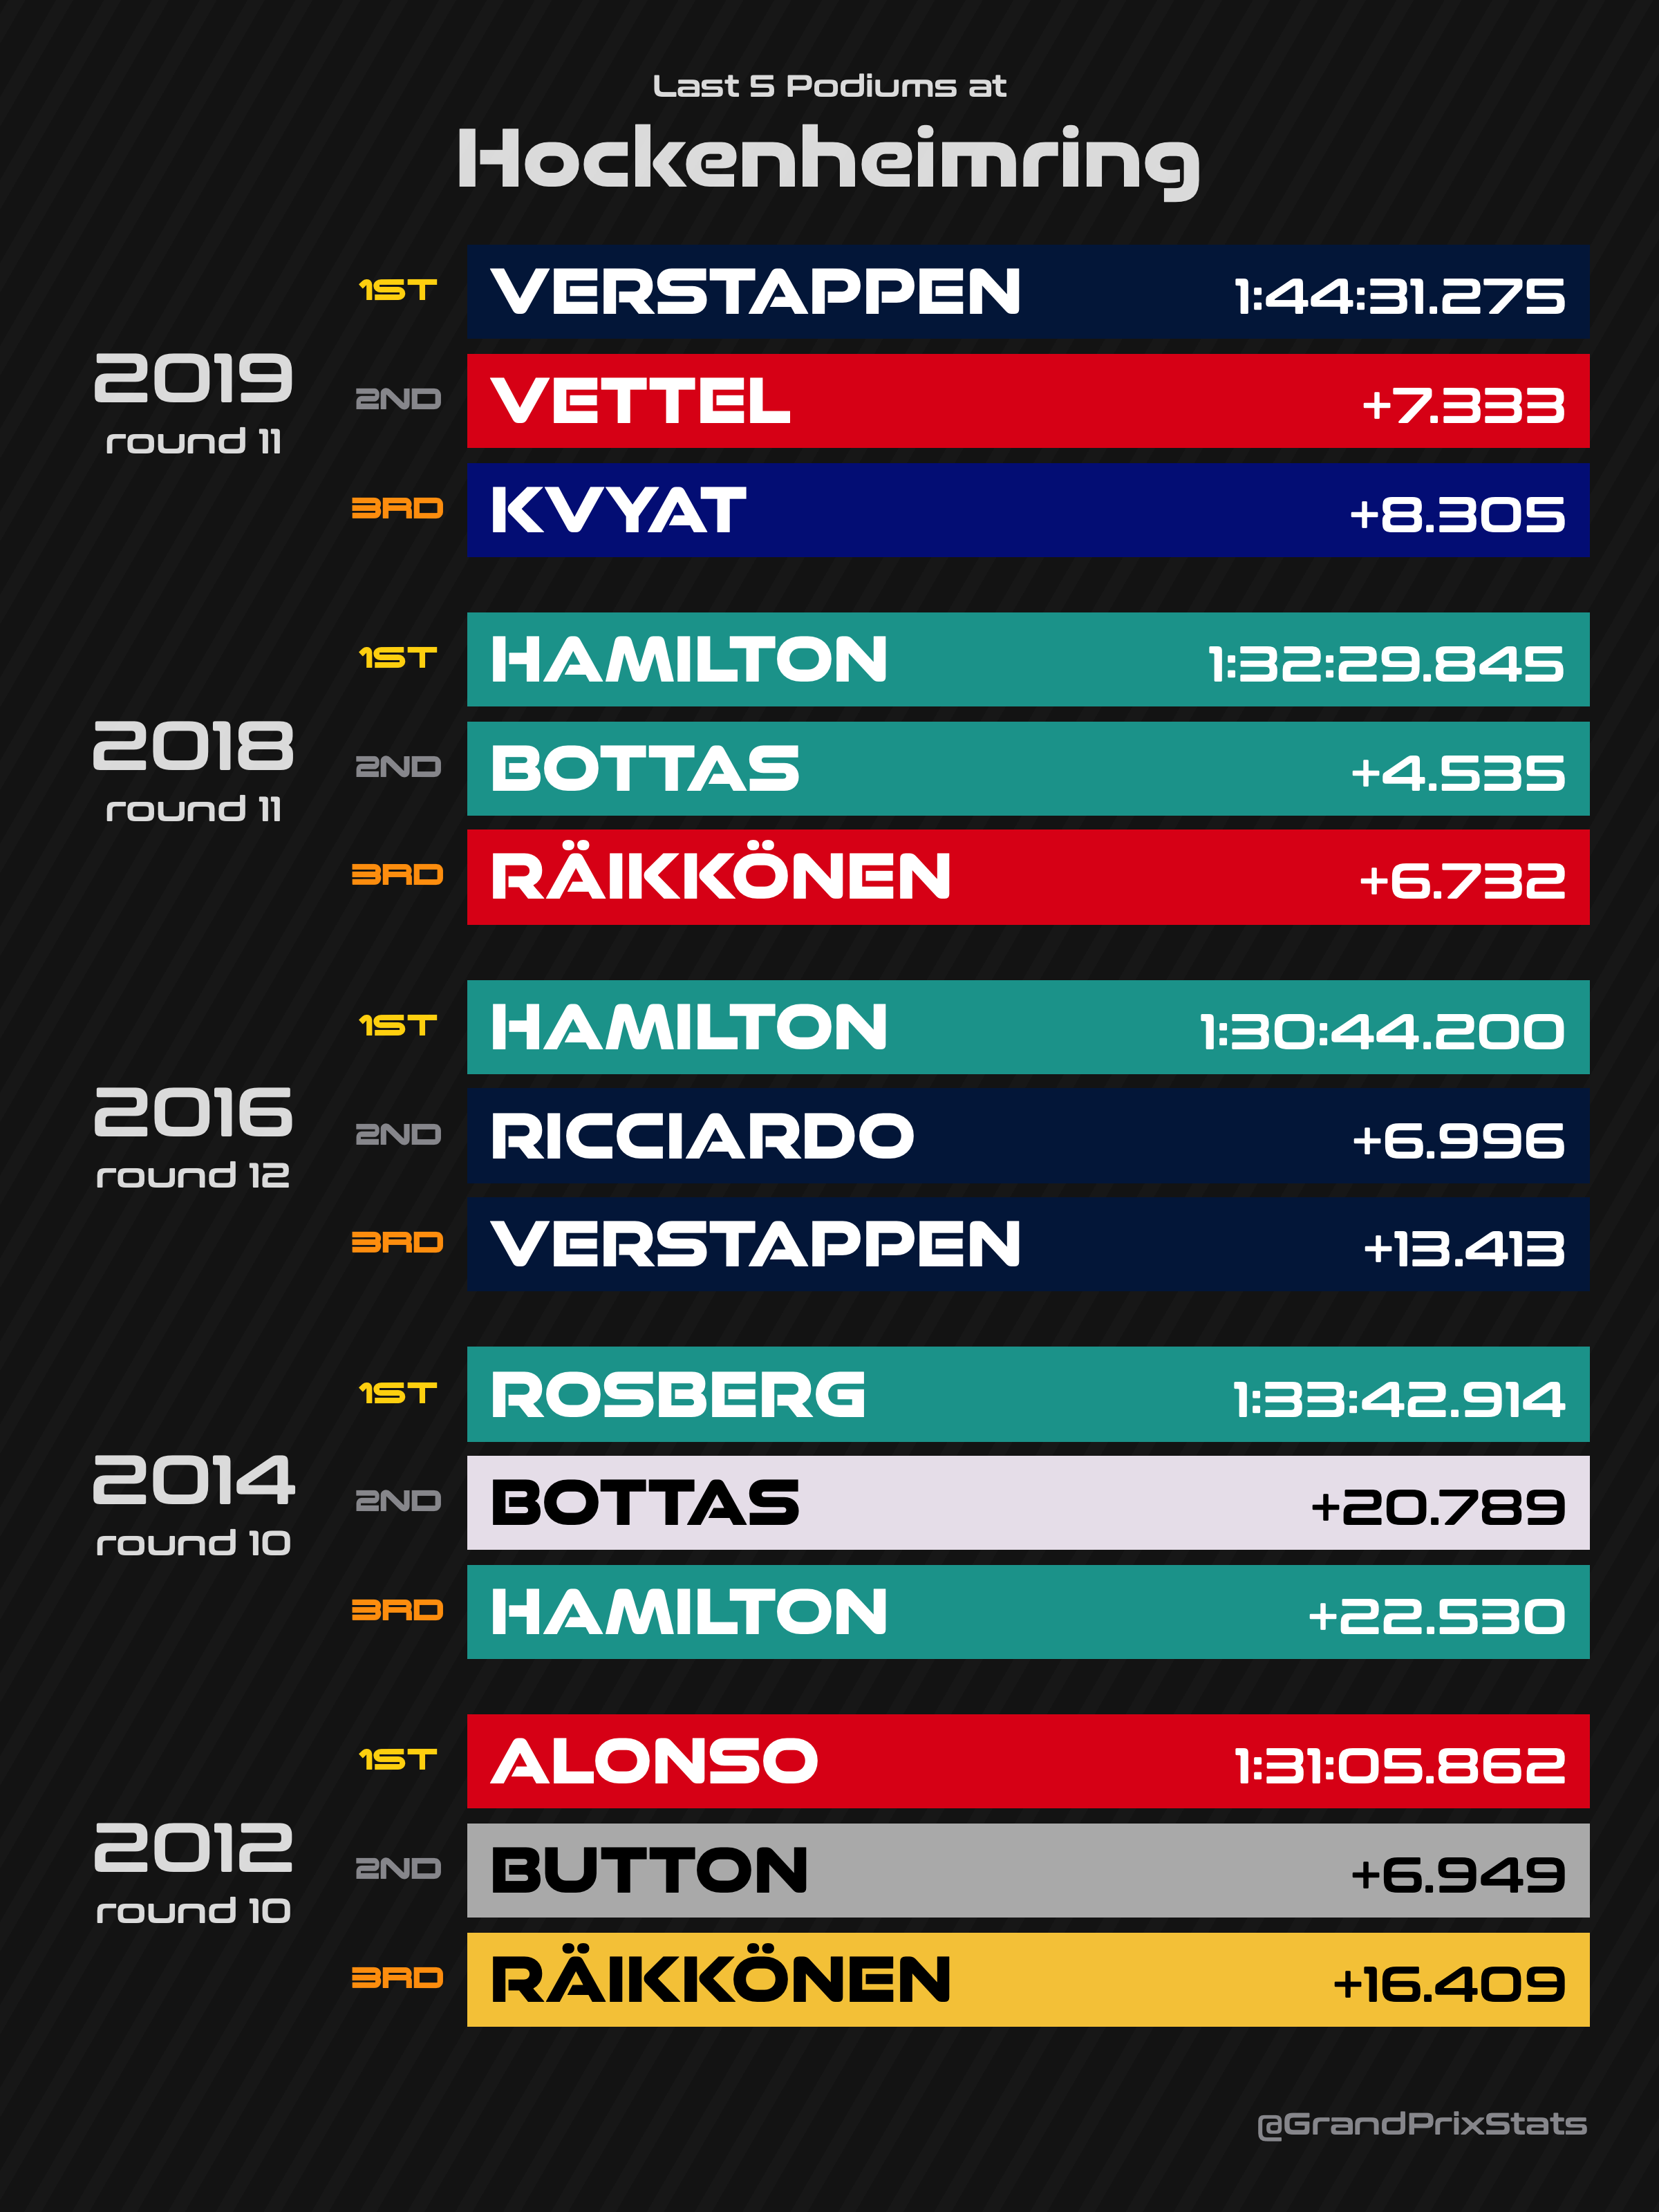 Last 5 Podiums at
Hockenheimring
2019
round 11
1ST VERSTAPPEN 1:44:31.275
2ND VETTEL +7.333
3RD KVYAT +8.305
2018
round 11
1ST HAMILTON 1:32:29.845
2ND BOTTAS +4.535
3RD RÄIKKÖNEN +6.732
2016
round 12
1ST HAMILTON 1:30:44.200
2ND RICCIARDO +6.996
3RD VERSTAPPEN +13.413
2014
round 10
1ST ROSBERG 1:33:42.914
2ND BOTTAS +20.789
3RD HAMILTON +22.530
2012
round 10
1ST ALONSO 1:31:05.862
2ND BUTTON +6.949
3RD RÄIKKÖNEN +16.409
@GrandPrixStats